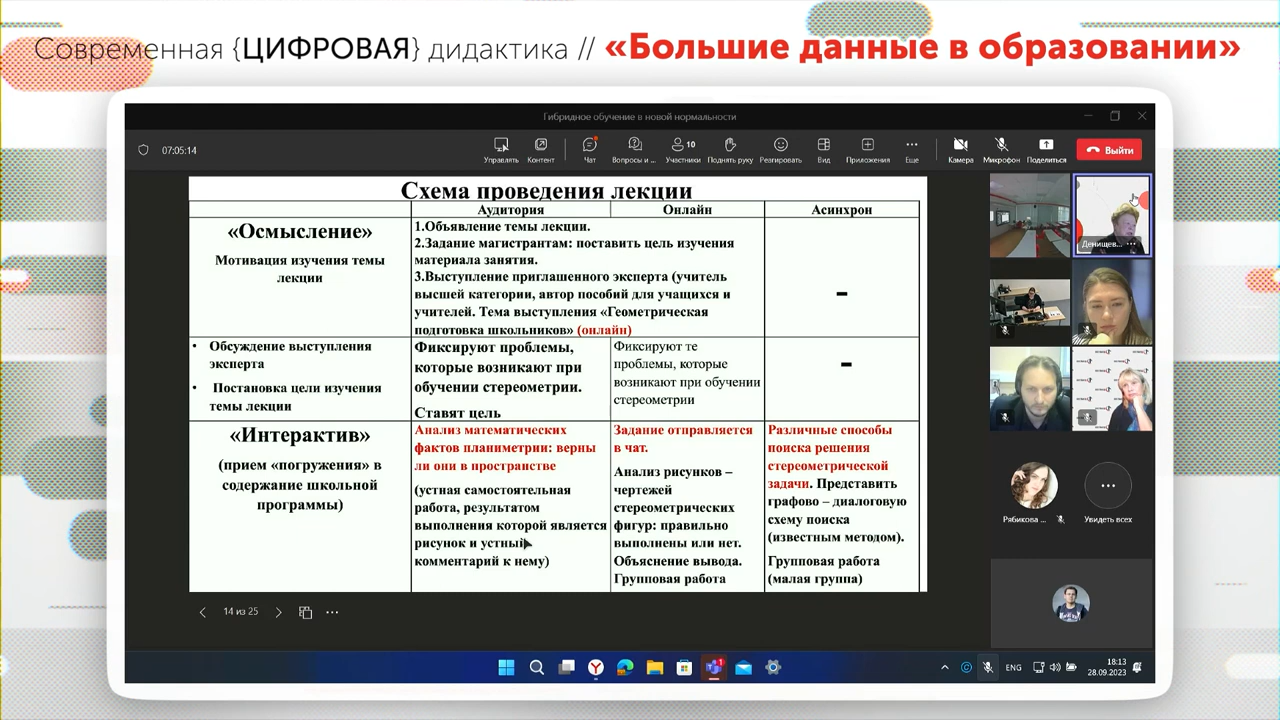 Современная {ЦИФРОВАЯ} дидактика // «Большие данные в образовании»
Гибридное обучение в новой нормальности
07:05:14
Управлять
Контент
Чат
Вопросы и ...
10
Участники
Поднять руку
Реагировать
Вид
Приложения
Еще
Камера
Микрофон
Поделиться
Выйти
Схема проведения лекции
Аудитория
Онлайн
Асинхрон
«Осмысление»
Мотивация изучения темы
лекции
1.Объявление темы лекции.
2.Задание магистрантам: поставить цель изучения
материала занятия.
3.Выступление приглашенного эксперта (учитель
высшей категории, автор пособий для учащихся и
учителей. Тема выступления «Геометрическая
подготовка школьников» (онлайн)
-
• Обсуждение выступления
эксперта
• Постановка цели изучения
темы лекции
Фиксируют проблемы,
которые возникают при
обучении стереометрии.
Ставят цель
Фиксируют те
проблемы, которые
возникают при обучении
стереометрии
-
«Интерактив»
(прием «погружения» в
содержание школьной
программы)
Анализ математических
фактов планиметрии: верны
ли они в пространстве
(устная самостоятельная
работа, результатом
выполнения которой является
рисунок и устный
комментарий к нему)
Задание отправляется
в чат.
Анализ рисунков –
чертежей
стереометрических
фигур: правильно
выполнены или нет.
Объяснение вывода.
Групповая работа
Различные способы
поиска решения
стереометрической
задачи. Представить
графово – диалоговую
схему поиска
(известным методом).
Групповая работа
(малая группа)
Денищев... ...
Рябикова ...
Увидеть всех
14 из 25
ENG
18:13
28.09.2023